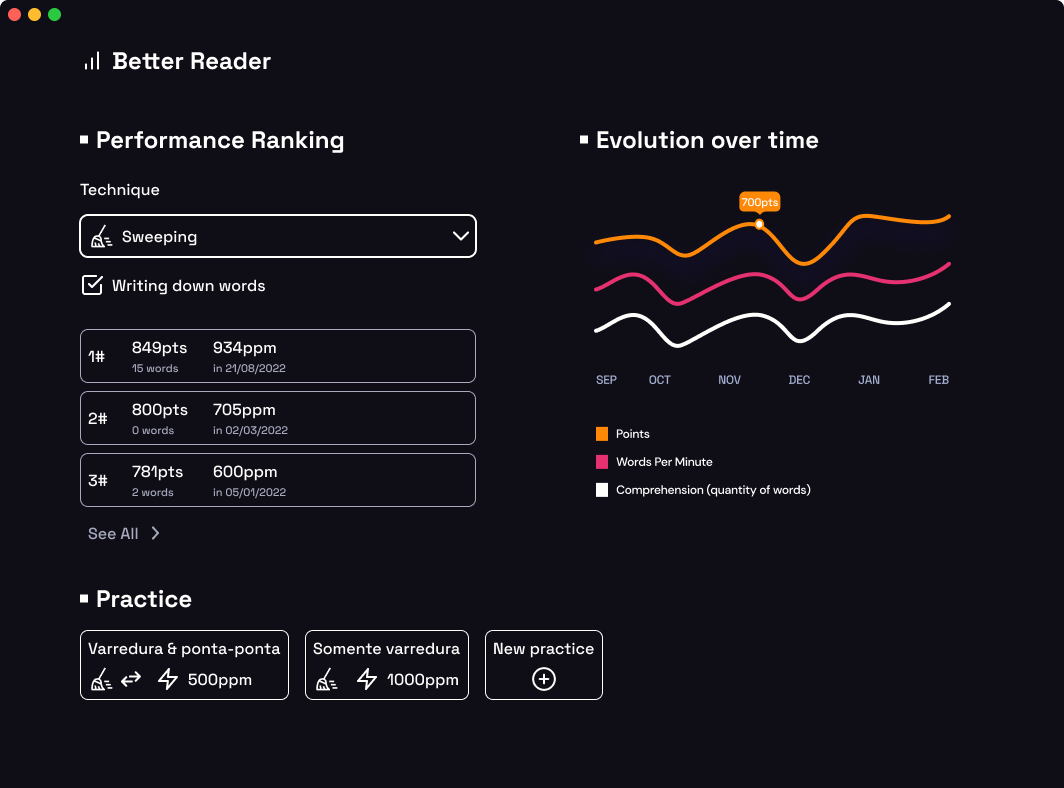 Better Reader
Performance Ranking
Technique
Sweeping
Writing down words
1#
849pts
934ppm
15 words
in 21/08/2022
2#
800pts
705ppm
0 words
in 02/03/2022
3#
781pts
600ppm
2 words
in 05/01/2022
See All
Evolution over time
700pts
SEP OCT NOV DEC JAN FEB
Points
Words Per Minute
Comprehension (quantity of words)
Practice
Varredura & ponta-ponta
500ppm
Somente varredura
1000ppm
New practice